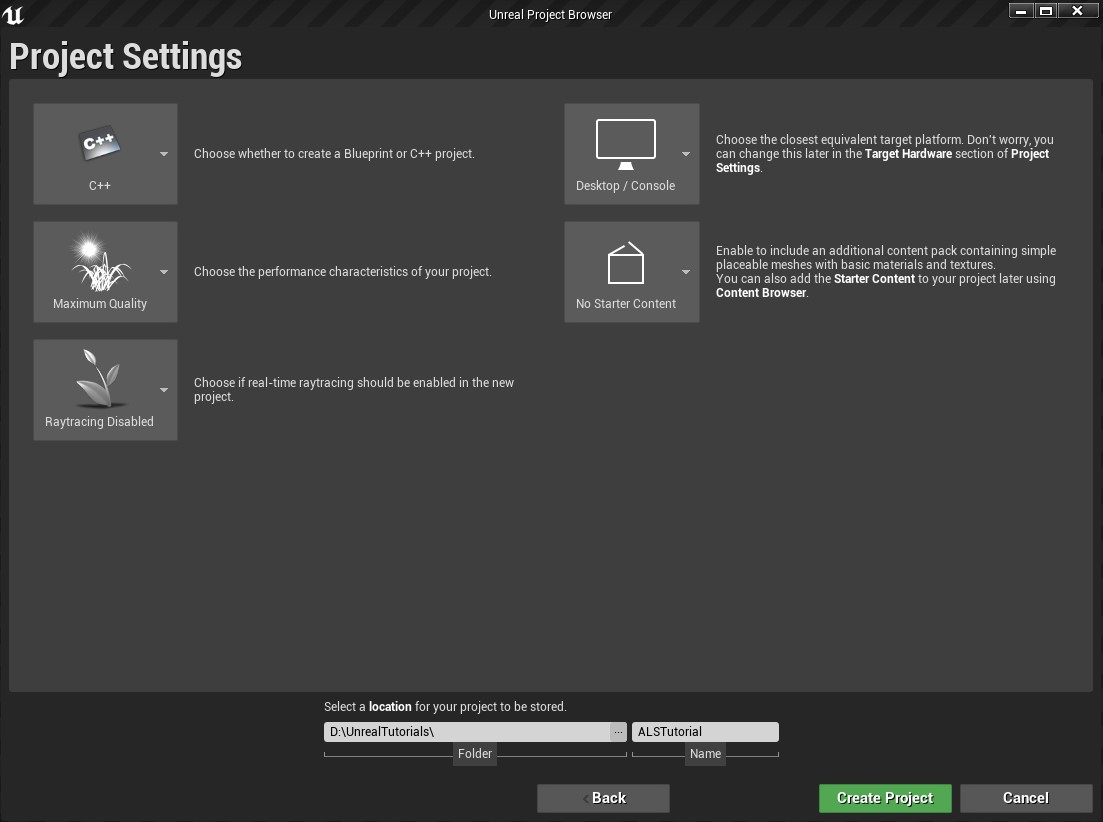 Unreal Project Browser
Project Settings
C++
C++
Choose whether to create a Blueprint or C++ project.
Desktop / Console
Choose the closest equivalent target platform. Don't worry, you
can change this later in the Target Hardware section of Project
Settings.
Maximum Quality
Choose the performance characteristics of your project.
No Starter Content
Enable to include an additional content pack containing simple
placeable meshes with basic materials and textures.
You can also add the Starter Content to your project later using
Content Browser.
Raytracing Disabled
Choose if real-time raytracing should be enabled in the new
project.
Select a location for your project to be stored.
D:\UnrealTutorials\
...
ALSTutorial
Folder
Name
Back
Create Project
Cancel